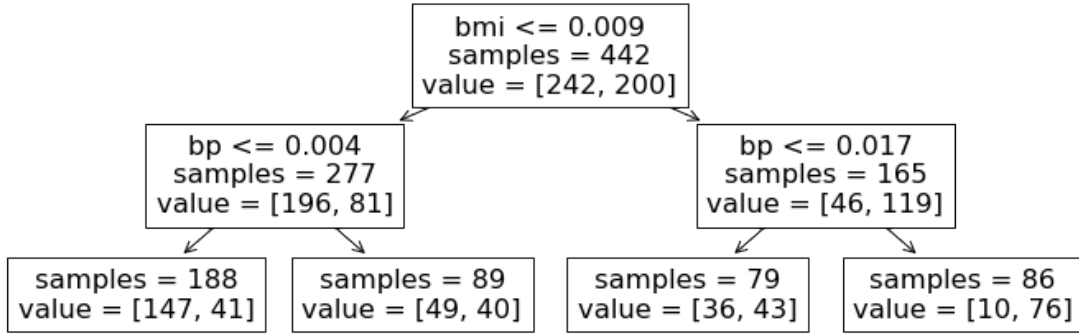 bmi <= 0.009
samples = 442
value = [242, 200]
bp <= 0.004
samples = 277
value = [196, 81]
bp <= 0.017
samples = 165
value = [46, 119]
samples = 188
value = [147, 41]
samples = 89
value = [49, 40]
samples = 79
value = [36, 43]
samples = 86
value = [10, 76]